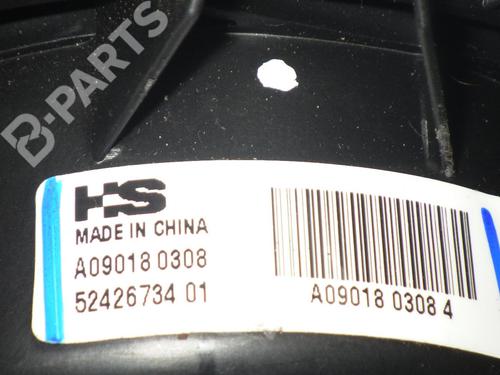 B-PARTS
HS
MADE IN CHINA
A09018 0308
52426734 01
A09018 0308 4